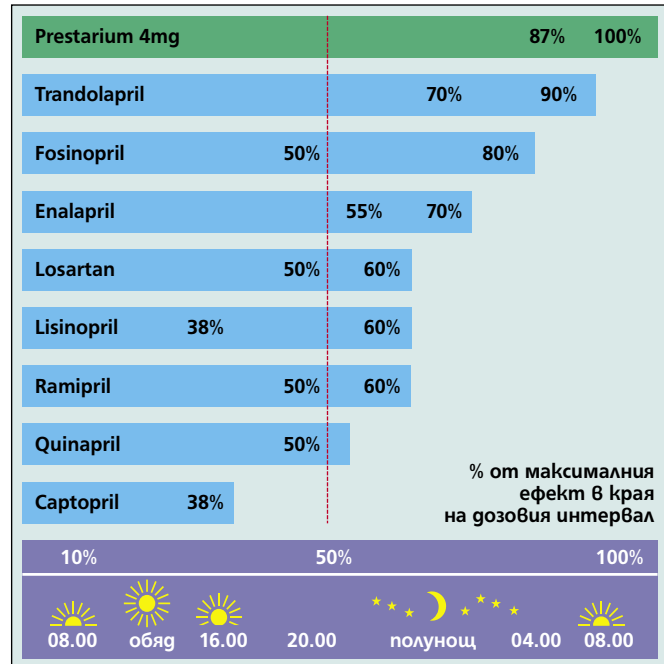 Prestarium 4mg 87% 100%
Trandolapril 70% 90%
Fosinopril 50% 80%
Enalapril 55% 70%
Losartan 50% 60%
Lisinopril 38% 60%
Ramipril 50% 60%
Quinapril 50%
Captopril 38%
% от максималния
ефект в края
на дозовия интервал
10% 50% 100%
08.00 обяд 16.00 20.00 полунощ 04.00 08.00